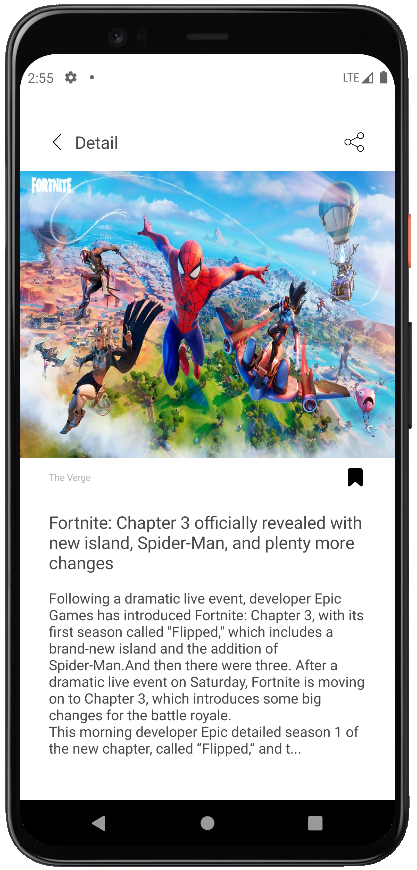 2:55
LTE
Detail
FORTNITE
The Verge
Fortnite: Chapter 3 officially revealed with
new island, Spider-Man, and plenty more
changes
Following a dramatic live event, developer Epic
Games has introduced Fortnite: Chapter 3, with its
first season called "Flipped," which includes a
brand-new island and the addition of
Spider-Man.And then there were three. After a
dramatic live event on Saturday, Fortnite is moving
on to Chapter 3, which introduces some big
changes for the battle royale.
This morning developer Epic detailed season 1 of
the new chapter, called “Flipped,” and t...